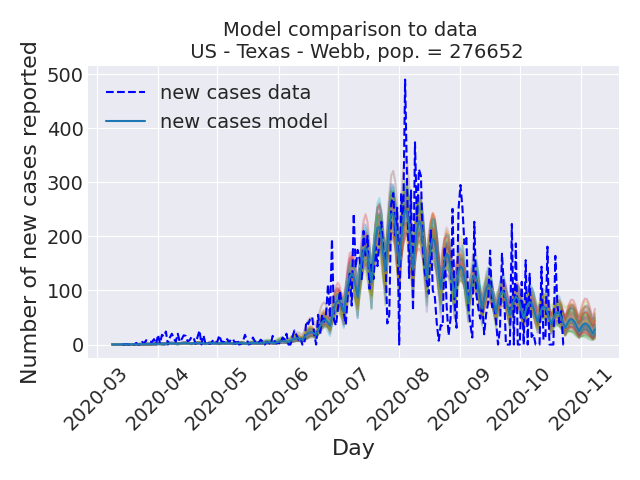 Model comparison to data
US - Texas - Webb, pop. = 276652
Number of new cases reported
500
400
300
200
100
0
new cases data
new cases model
2020-03
2020-04
2020-05
2020-06
2020-07
2020-08
2020-09
2020-10
2020-11
Day